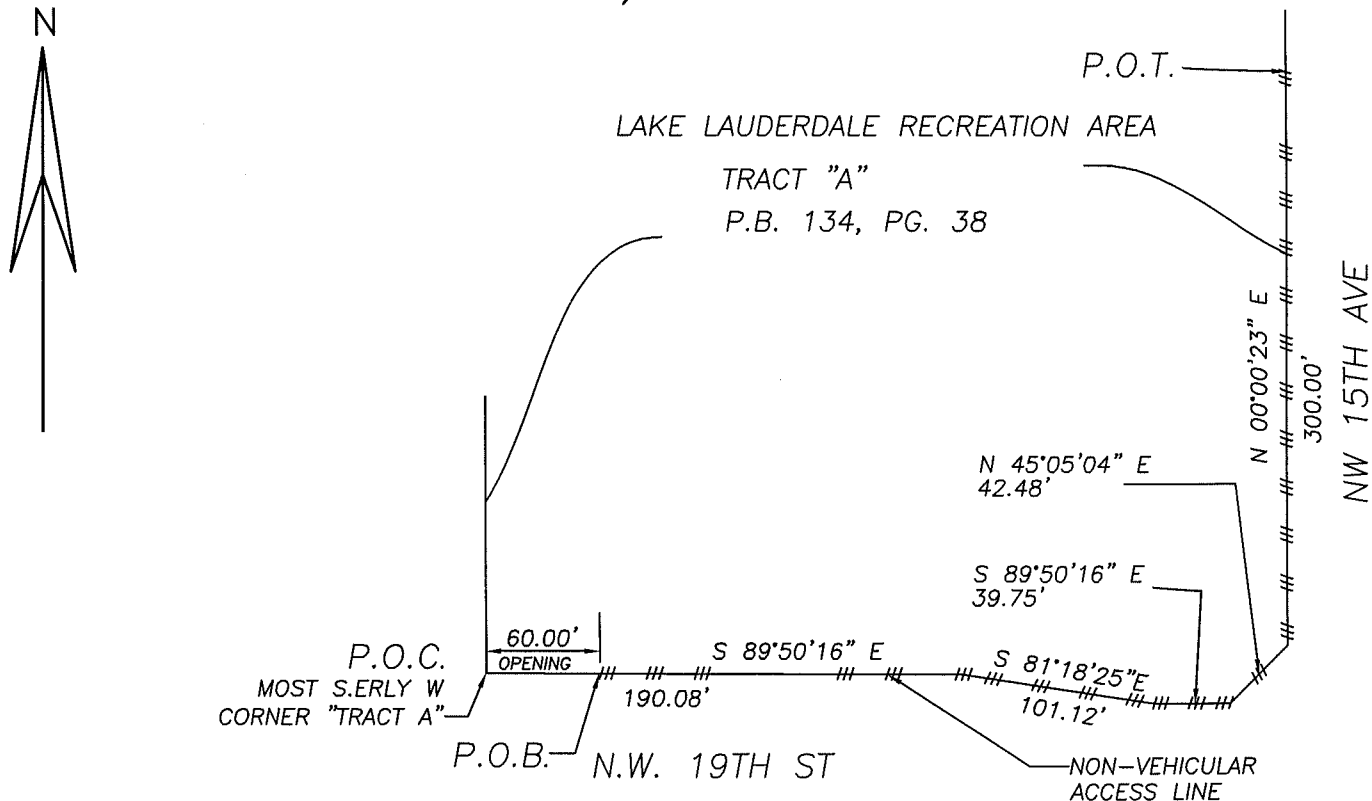 N
P.O.T.
LAKE LAUDERDALE RECREATION AREA
TRACT "A"
P.B. 134, PG. 38
N 00°00'23" E
300.00'
NW 15TH AVE
N 45°05'04" E
42.48'
S 89°50'16" E
39.75'
60.00'
OPENING
S 89°50'16" E
190.08'
S 81°18'25"E
101.12'
P.O.C.
MOST S.ERLY W
CORNER "TRACT A"
P.O.B.
N.W. 19TH ST
NON-VEHICULAR
ACCESS LINE